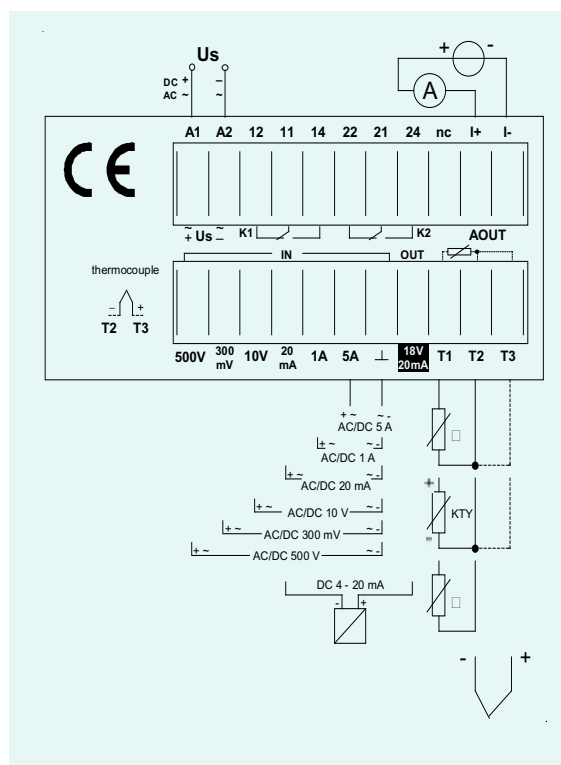 Us
+ -
DC + –
AC ~ ~
A
A1 A2 12 11 14 22 21 24 nc I+ I-
CE
~ ~
+ Us – K1 K2 AOUT
IN OUT
thermocouple
– +
T2 T3
500V 300 mV 10V 20 mA 1A 5A ⊥ 18V 20mA T1 T2 T3
+ ~ ~ -
AC/DC 5 A
+ ~ ~ -
AC/DC 1 A
+ ~ ~ -
AC/DC 20 mA
+ ~ AC/DC 10 V ~ -
+ ~ AC/DC 300 mV ~ -
+ ~ AC/DC 500 V ~ -
+
KTY
=
DC 4 - 20 mA
- +
- +